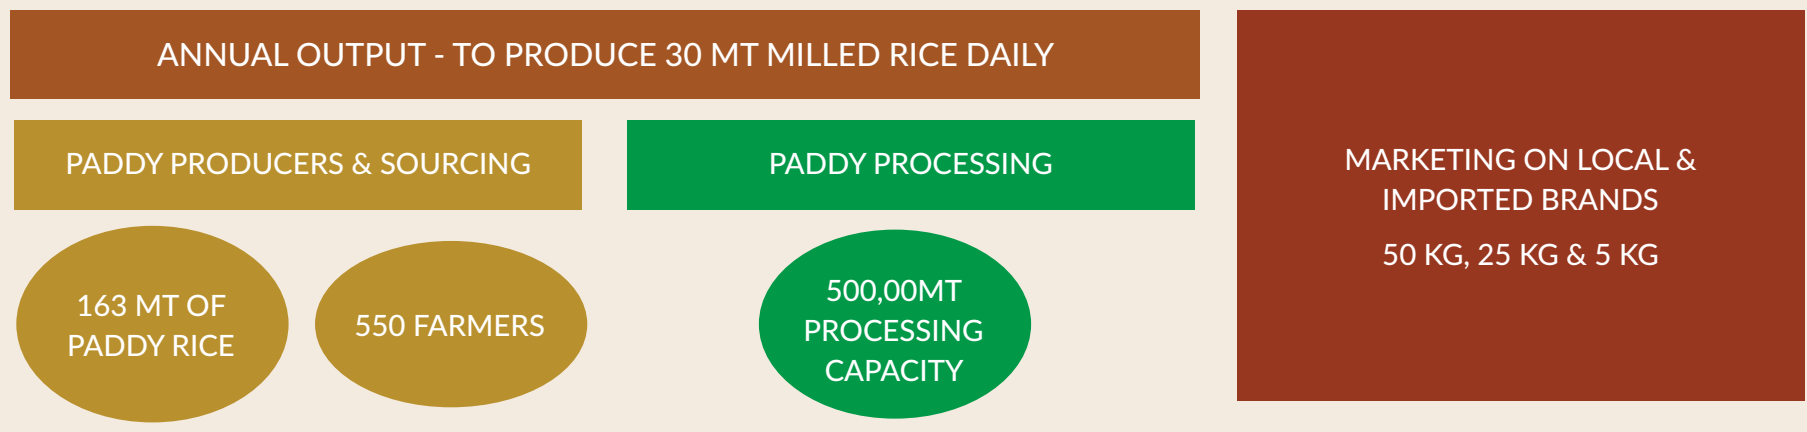 ANNUAL OUTPUT - TO PRODUCE 30 MT MILLED RICE DAILY
PADDY PRODUCERS & SOURCING
PADDY PROCESSING
163 MT OF
PADDY RICE
550 FARMERS
500,00MT
PROCESSING
CAPACITY
MARKETING ON LOCAL &
IMPORTED BRANDS
50 KG, 25 KG & 5 KG